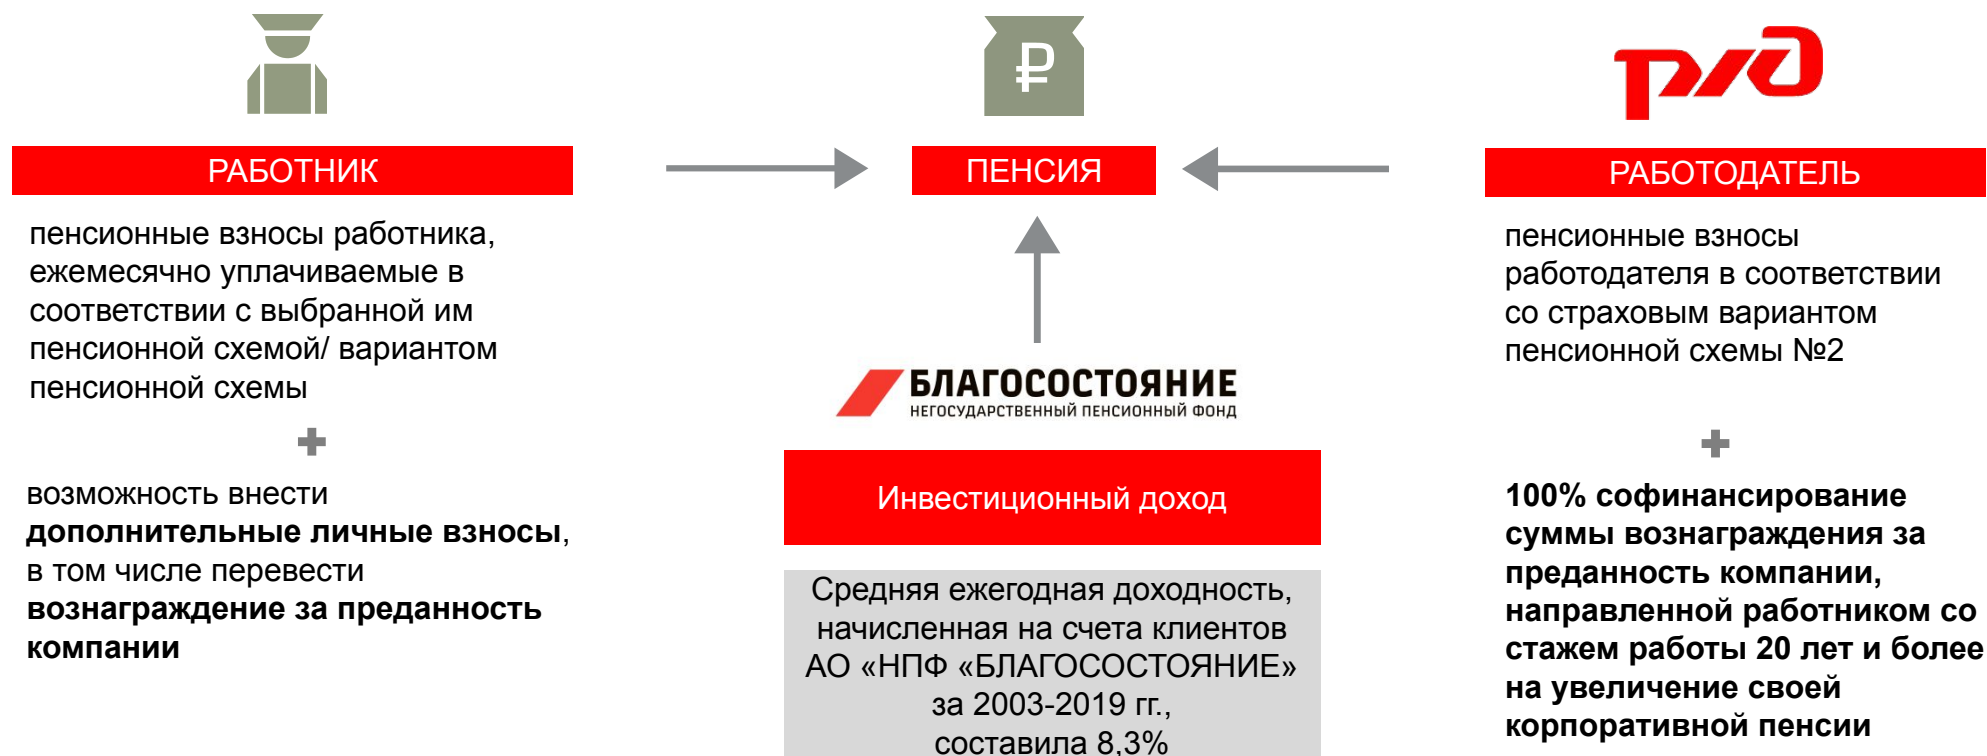 ₽
РЖД
РАБОТНИК
пенсионные взносы работника,
ежемесячно уплачиваемые в
соответствии с выбранной им
пенсионной схемой/ вариантом
пенсионной схемы
+
возможность внести
дополнительные личные взносы,
в том числе перевести
вознаграждение за преданность
компании
ПЕНСИЯ
БЛАГОСОСТОЯНИЕ
НЕГОСУДАРСТВЕННЫЙ ПЕНСИОННЫЙ ФОНД
Инвестиционный доход
Средняя ежегодная доходность,
начисленная на счета клиентов
АО «НПФ «БЛАГОСОСТОЯНИЕ»
за 2003-2019 гг.,
составила 8,3%
РАБОТОДАТЕЛЬ
пенсионные взносы
работодателя в соответствии
со страховым вариантом
пенсионной схемы №2
+
100% софинансирование
суммы вознаграждения за
преданность компании,
направленной работником со
стажем работы 20 лет и более
на увеличение своей
корпоративной пенсии